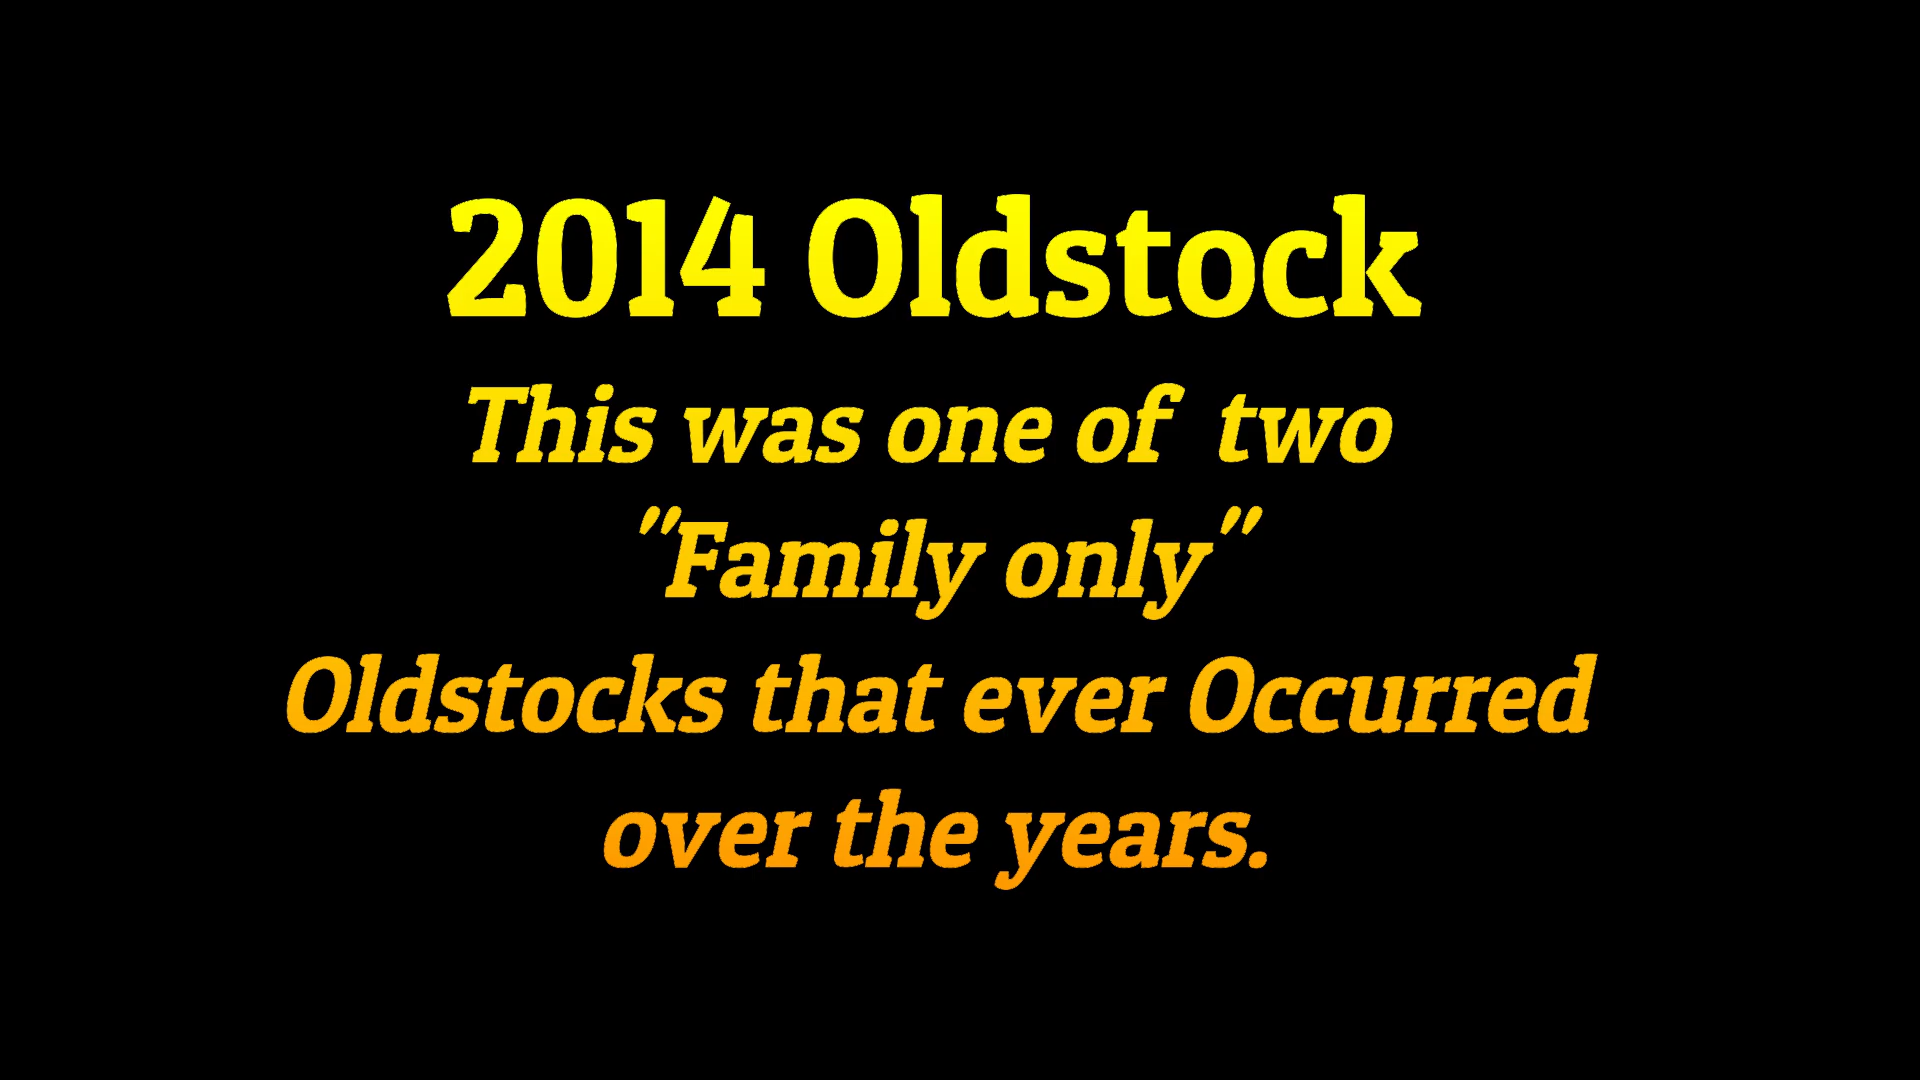 2014 Oldstock
This was one of  two
"Family only"
Oldstocks that ever Occurred
over the years.